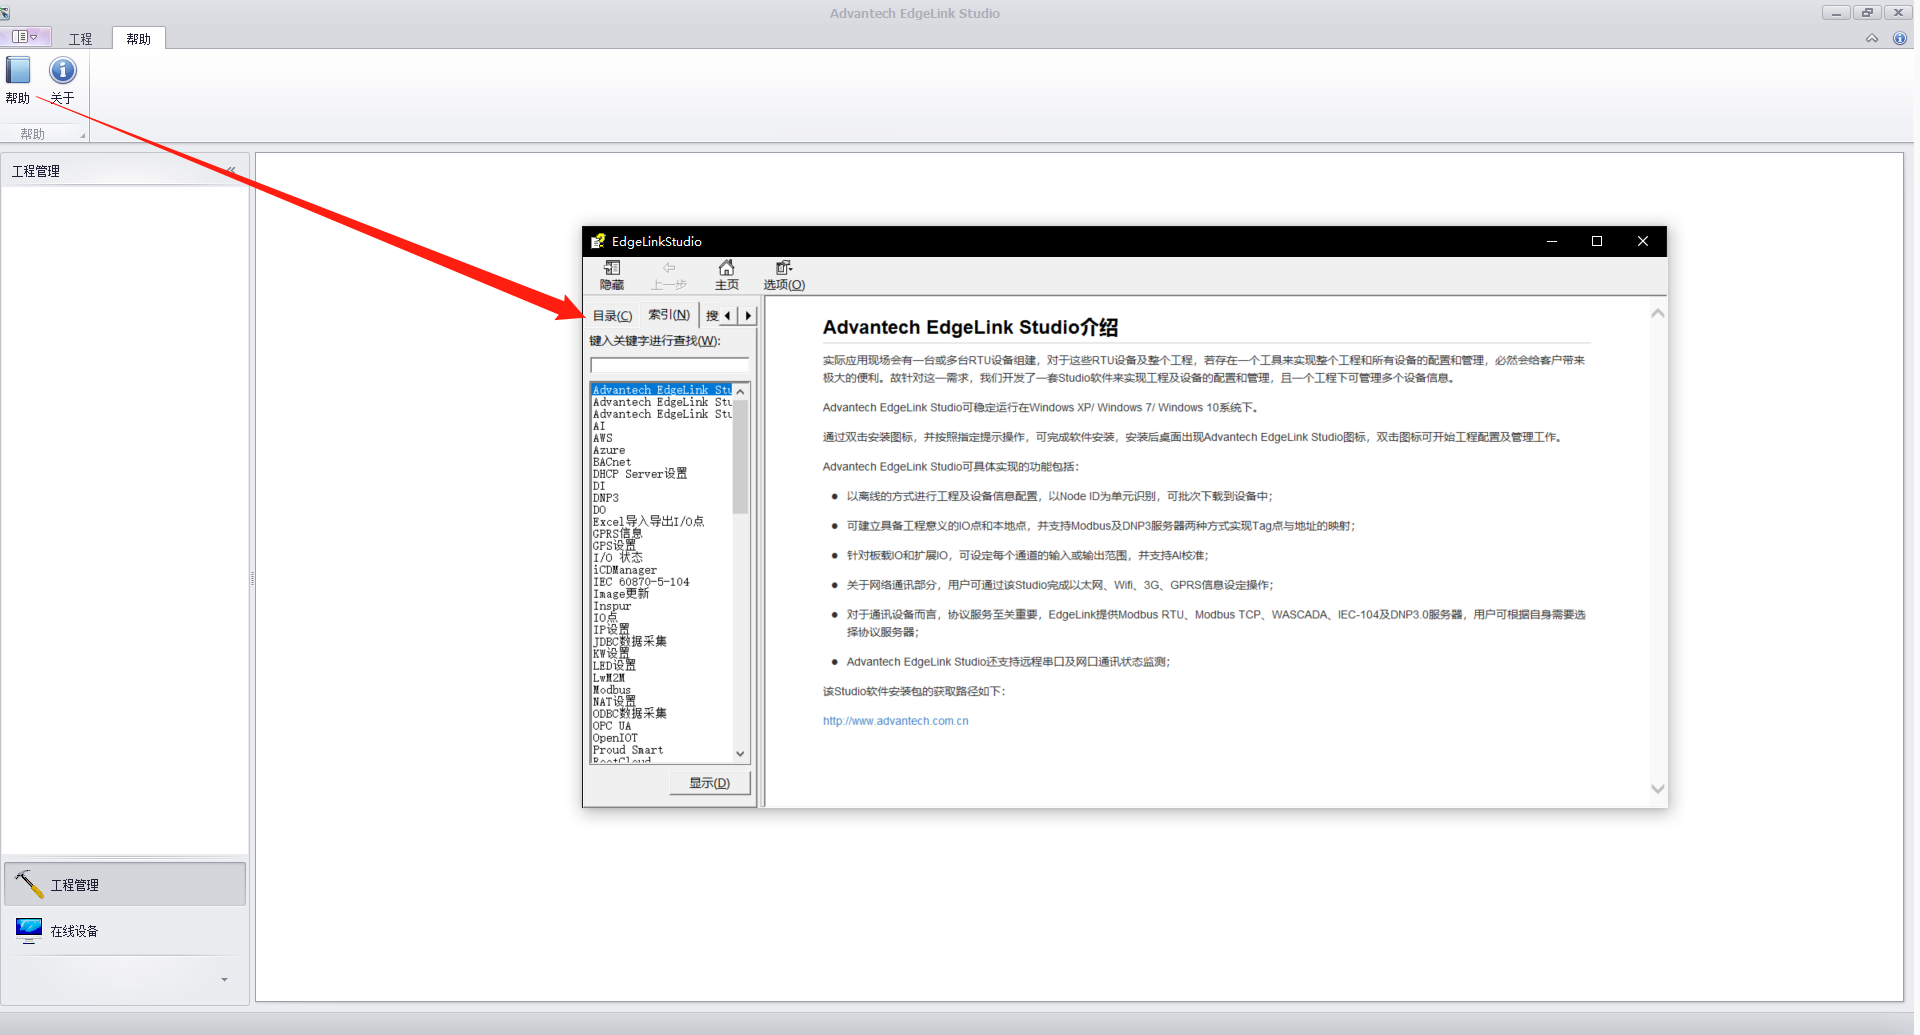 Advantech EdgeLink Studio
工程
帮助
帮助
关于
帮助
工程管理
EdgeLinkStudio
隐藏
上一步
主页
选项(O)
目录(C)
索引(N)
搜
键入关键字进行查找(W):
Advantech EdgeLink Stu
Advantech EdgeLink Stu
Advantech EdgeLink Stu
AI
AWS
Azure
BACnet
DHCP Server设置
DI
DNP3
DO
Excel导入导出I/O点
GPRS信息
GPS设置
I/O 状态
iCDManager
IEC 60870-5-104
Image更新
Inspur
IO点
IP设置
JDBC数据采集
KW设置
LED设置
LwM2M
Modbus
NAT设置
ODBC数据采集
OPC UA
OpenIOT
Proud Smart
RootCloud
显示(D)
Advantech EdgeLink Studio介绍
实际应用现场会有一台或多台RTU设备组建，对于这些RTU设备及整个工程，若存在一个工具来实现整个工程和所有设备的配置和管理，必然会给客户带来
极大的便利。故针对这一需求，我们开发了一套Studio软件来实现工程及设备的配置和管理，且一个工程下可管理多个设备信息。
Advantech EdgeLink Studio可稳定运行在Windows XP/ Windows 7/ Windows 10系统下。
通过双击安装图标，并按照指定提示操作，可完成软件安装，安装后桌面出现Advantech EdgeLink Studio图标，双击图标可开始工程配置及管理工作。
Advantech EdgeLink Studio可具体实现的功能包括：
● 以离线的方式进行工程及设备信息配置，以Node ID为单元识别，可批次下载到设备中；
● 可建立具备工程意义的IO点和本地点，并支持Modbus及DNP3服务器两种方式实现Tag点与地址的映射；
● 针对板载IO和扩展IO，可设定每个通道的输入或输出范围，并支持AI校准；
● 关于网络通讯部分，用户可通过该Studio完成以太网、Wifi、3G、GPRS信息设定操作；
● 对于通讯设备而言，协议服务至关重要，EdgeLink提供Modbus RTU、Modbus TCP、WASCADA、IEC-104及DNP3.0服务器，用户可根据自身需要选
择协议服务器；
● Advantech EdgeLink Studio还支持远程串口及网口通讯状态监测；
该Studio软件安装包的获取路径如下：
http://www.advantech.com.cn
工程管理
在线设备